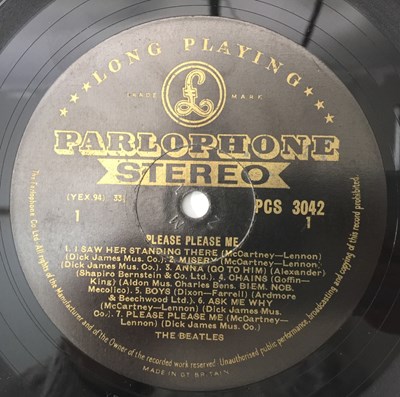 LONG PLAYING
TRADE MARK
£
PARLOPHONE
STEREO
(YEX.94) 33⅓
PCS 3042
1
1
PLEASE PLEASE ME
1. I SAW HER STANDING THERE (McCartney—Lennon)
(Dick James Mus. Co.): 2. MISERY (McCartney—Lennon)
(Dick James Mus. Co.) 3. ANNA (GO TO HIM) (Alexander)
(Shapiro Bernstein & Co. Ltd.) 4. CHAINS (Goffin—
King) (Aldon Mus. Charles Bens. BIEM. NCB.
Mecolico) 5. BOYS (Dixon—Farrell) (Ardmore
& Beechwood Ltd.) 6. ASK ME WHY
(McCartney—Lennon) (Dick James Mus.
Co.: 7. PLEASE PLEASE ME (McCartney—
Lennon) (Dick James Mus. Co.)
THE BEATLES
The Parlophone Co. Ltd. All rights of the Manufacturer and of the Owner of the recorded work reserved. Unauthorised public performance, broadcasting and copying of this record prohibited.
MADE IN GT. BRITAIN